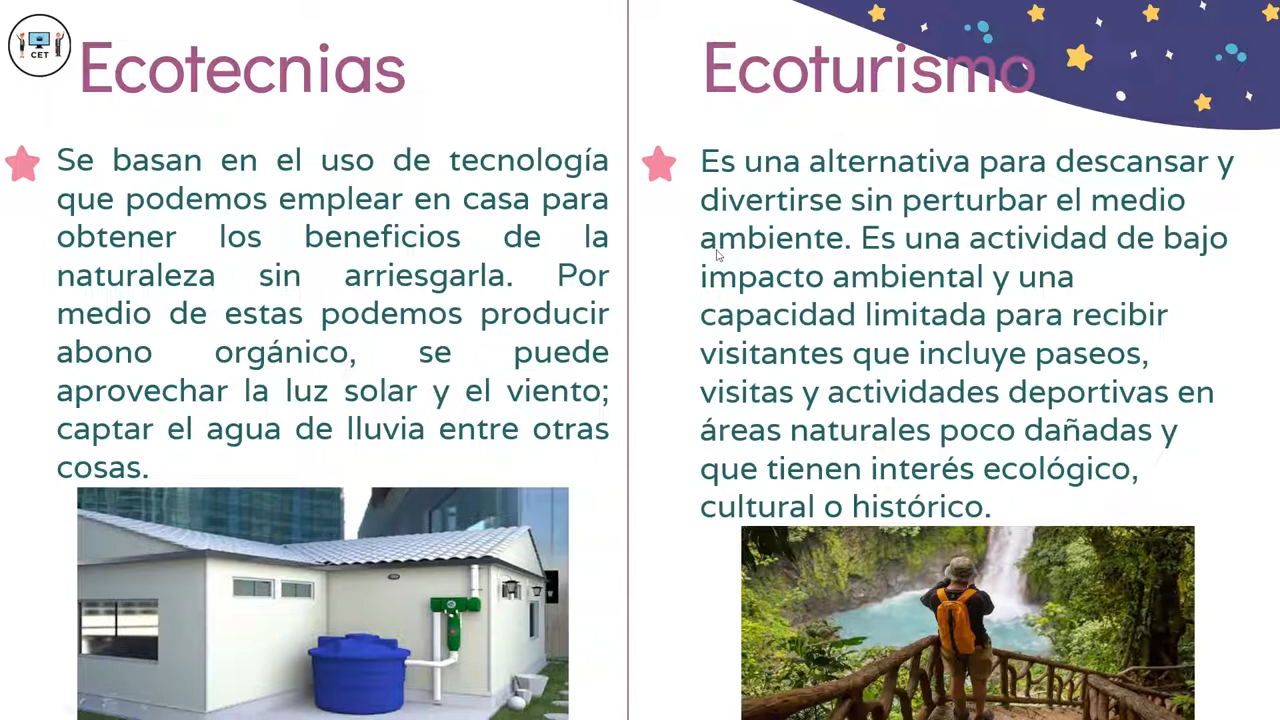 CET
Ecotecnias
Se basan en el uso de tecnología
que podemos emplear en casa para
obtener los beneficios de la
naturaleza sin arriesgarla. Por
medio de estas podemos producir
abono orgánico, se puede
aprovechar la luz solar y el viento;
captar el agua de lluvia entre otras
cosas.
Ecoturismo
Es una alternativa para descansar y
divertirse sin perturbar el medio
ambiente. Es una actividad de bajo
impacto ambiental y una
capacidad limitada para recibir
visitantes que incluye paseos,
visitas y actividades deportivas en
áreas naturales poco dañadas y
que tienen interés ecológico,
cultural o histórico.